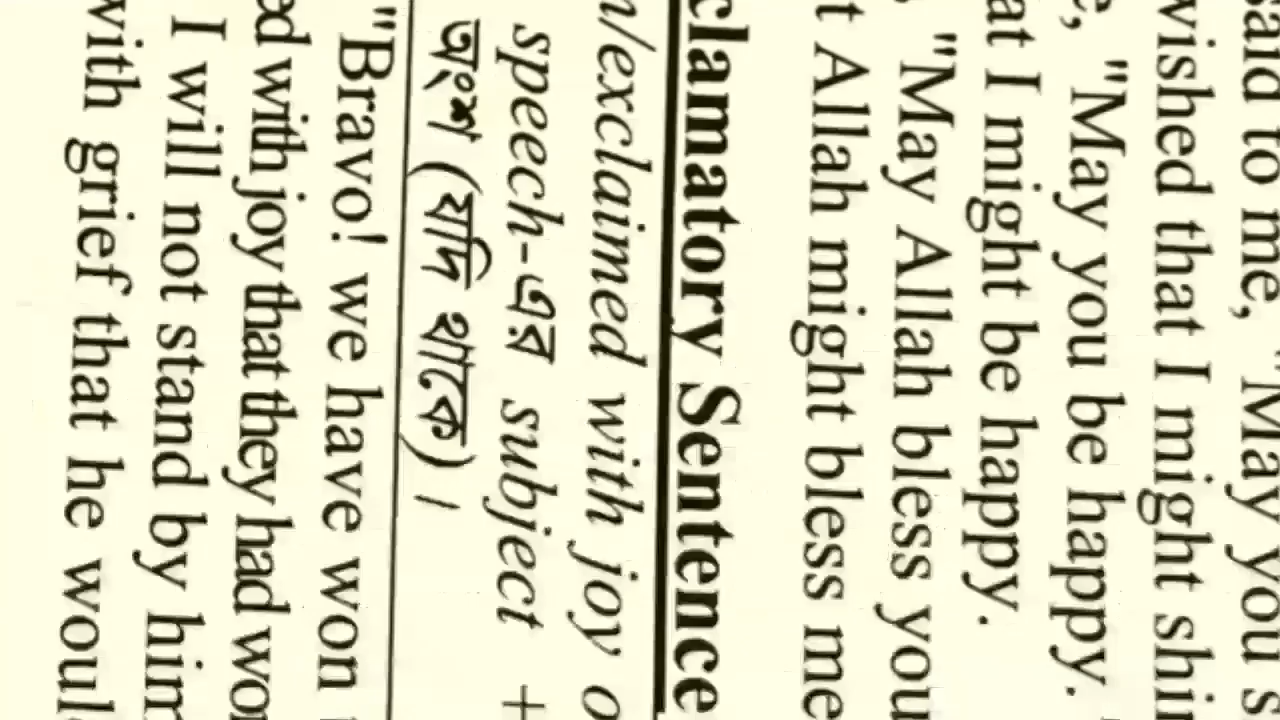 said to me, "May you s
wished that I might shi
e, "May you be happy.
at I might be happy.
, "May Allah bless you
t Allah might bless me
clamatory Sentence
n/exclaimed with joy o
speech-এর subject +
অংশ (যদি থাকে) ।
"Bravo! we have won
ed with joy that they had wo
I will not stand by him
with grief that he woul